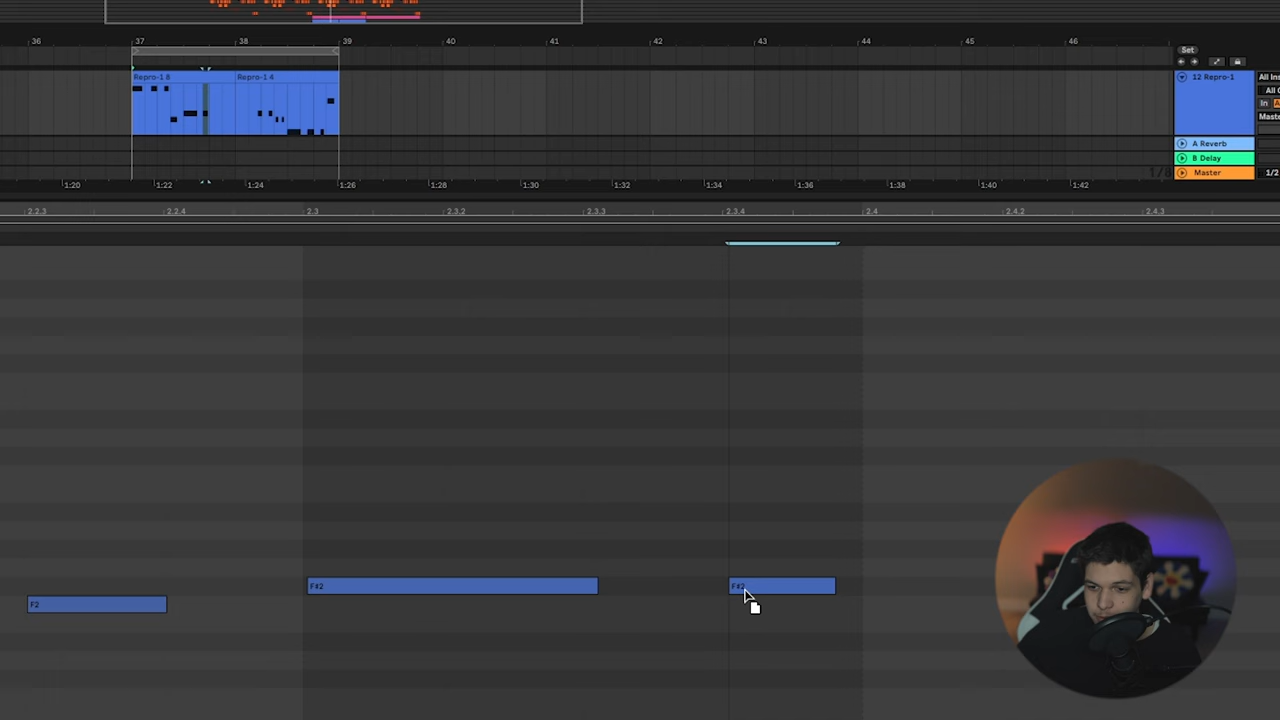 36 37 38 39 40 41 42 43 44 45 46
Set
Repro-1 8 Repro-1 4
12 Repro-1 All Ins
All C
In A
Maste
A Reverb
B Delay
1/8 Master 1/2
1:20 1:22 1:24 1:26 1:28 1:30 1:32 1:34 1:36 1:38 1:40 1:42
2.2.3 2.2.4 2.3 2.3.2 2.3.3 2.3.4 2.4 2.4.2 2.4.3
F#2 F#2
F2